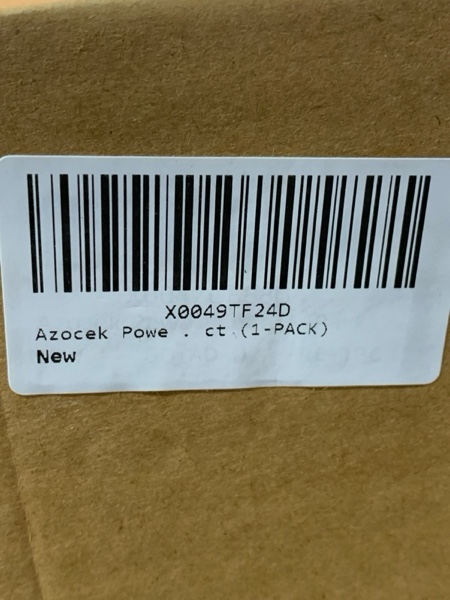 X0049TF24D
Azocek Powe . ct (1-PACK)
New